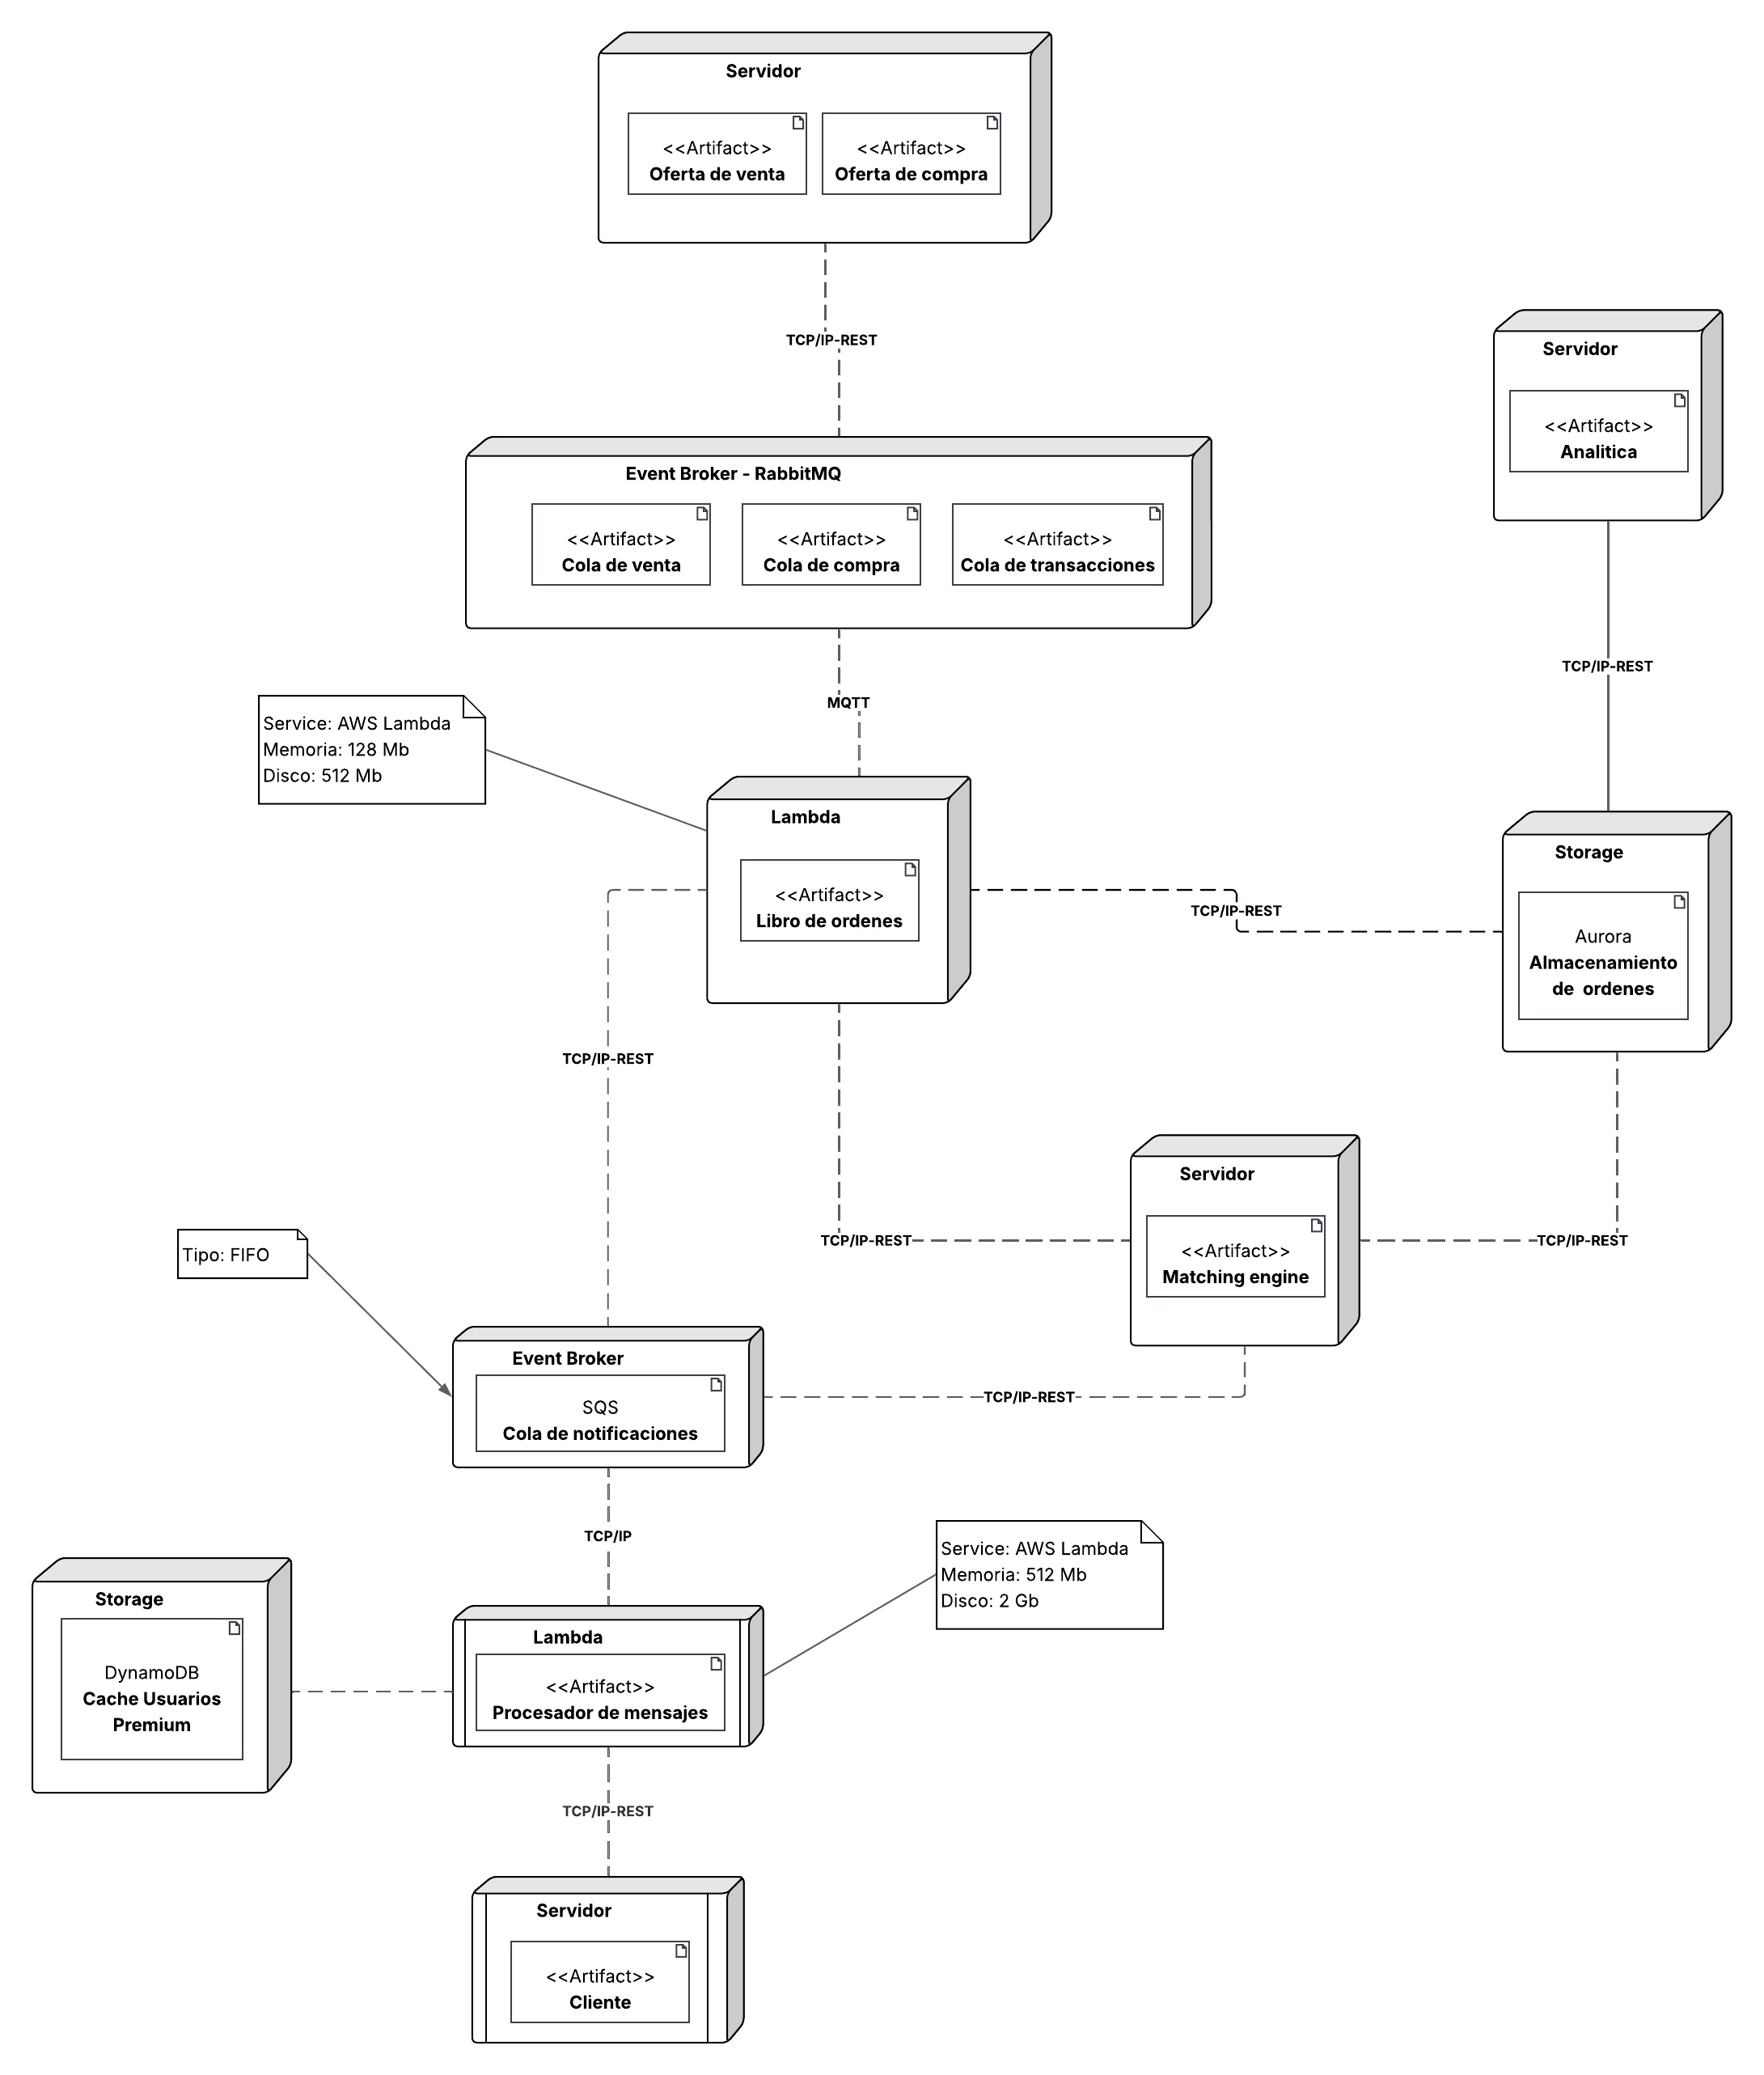 Servidor
<<Artifact>>
Oferta de venta
<<Artifact>>
Oferta de compra
TCP/IP-REST
Servidor
<<Artifact>>
Analitica
Event Broker - RabbitMQ
<<Artifact>>
Cola de venta
<<Artifact>>
Cola de compra
<<Artifact>>
Cola de transacciones
TCP/IP-REST
MQTT
Service: AWS Lambda
Memoria: 128 Mb
Disco: 512 Mb
Lambda
<<Artifact>>
Libro de ordenes
TCP/IP-REST
Storage
Aurora
Almacenamiento
de ordenes
TCP/IP-REST
Servidor
<<Artifact>>
Matching engine
TCP/IP-REST
TCP/IP-REST
Tipo: FIFO
Event Broker
SQS
Cola de notificaciones
TCP/IP-REST
TCP/IP
Service: AWS Lambda
Memoria: 512 Mb
Disco: 2 Gb
Storage
DynamoDB
Cache Usuarios
Premium
Lambda
<<Artifact>>
Procesador de mensajes
TCP/IP-REST
Servidor
<<Artifact>>
Cliente